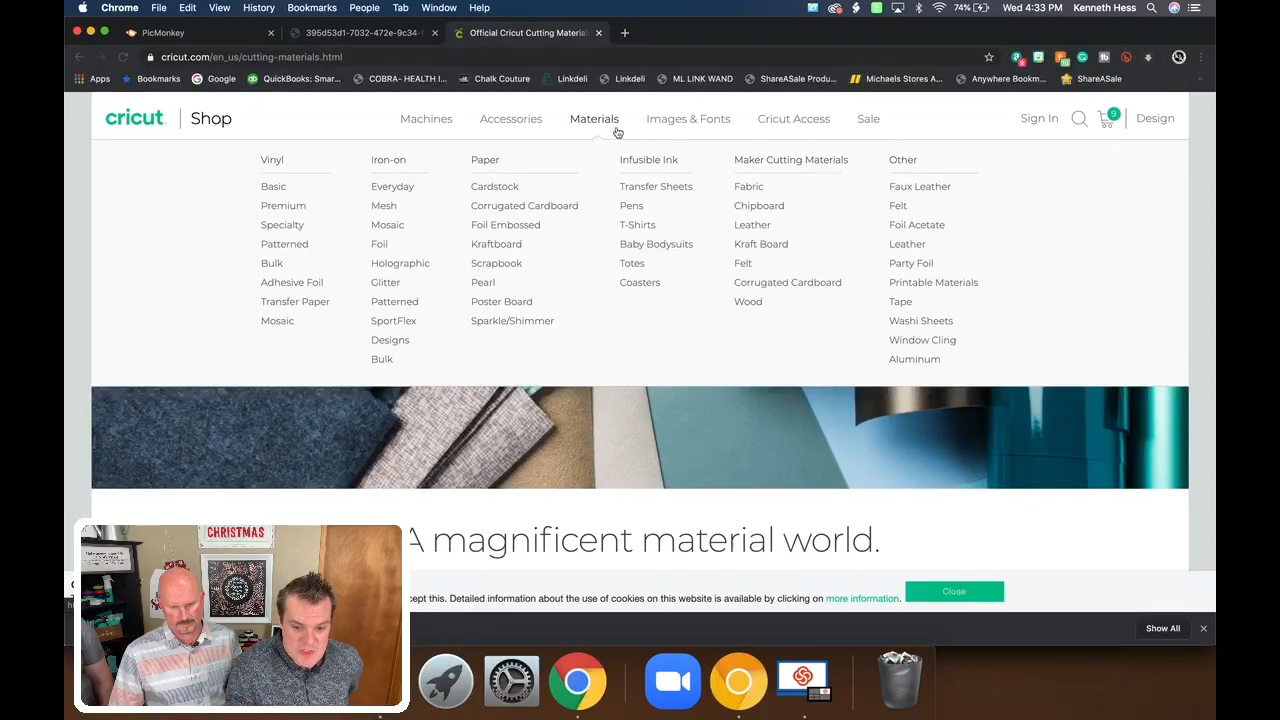 Chrome File Edit View History Bookmarks People Tab Window Help 74% Wed 4:33 PM Kenneth Hess
PicMonkey 395d53d1-7032-472e-9c34- Official Cricut Cutting Material
cricut.com/en_us/cutting-materials.html
Apps Bookmarks Google QuickBooks: Smar... COBRA- HEALTH I... Chalk Couture Linkdeli Linkdeli ML LINK WAND ShareASale Produ... Michaels Stores A... Anywhere Bookm... ShareASale
cricut Shop Machines Accessories Materials Images & Fonts Cricut Access Sale Sign In 9 Design
Vinyl Iron-on Paper Infusible Ink Maker Cutting Materials Other
Basic Everyday Cardstock Transfer Sheets Fabric Faux Leather
Premium Mesh Corrugated Cardboard Pens Chipboard Felt
Specialty Mosaic Foil Embossed T-Shirts Leather Foil Acetate
Patterned Foil Kraftboard Baby Bodysuits Kraft Board Leather
Bulk Holographic Scrapbook Totes Felt Party Foil
Adhesive Foil Glitter Pearl Coasters Corrugated Cardboard Printable Materials
Transfer Paper Patterned Poster Board Wood Tape
Mosaic SportFlex Sparkle/Shimmer Washi Sheets
Designs Window Cling
Bulk Aluminum
A magnificent material world.
cept this. Detailed information about the use of cookies on this website is available by clicking on more information. Close
Show All
CHRISTMAS